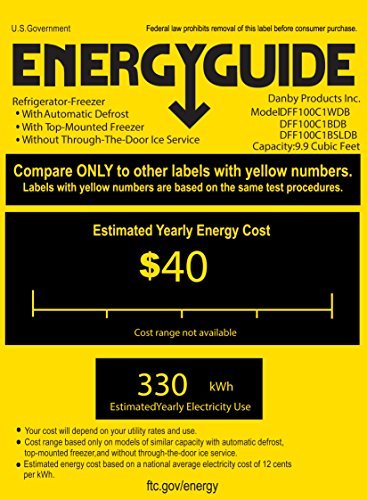 U.S.Government
Federal law prohibits removal of this label before consumer purchase.
ENERGYGUIDE
Refrigerator-Freezer
• With Automatic Defrost
• With Top-Mounted Freezer
• Without Through-The-Door Ice Service
Danby Products Inc.
ModelDFF100C1WDB
DFF100C1BDB
DFF100C1BSLDB
Capacity:9.9 Cubic Feet
Compare ONLY to other labels with yellow numbers.
Labels with yellow numbers are based on the same test procedures.
Estimated Yearly Energy Cost
$40
Cost range not available
330 kWh
EstimatedYearly Electricity Use
• Your cost will depend on your utility rates and use.
• Cost range based only on models of similar capacity with automatic defrost,
top-mounted freezer,and without through-the-door ice service.
• Estimated energy cost based on a national average electricity cost of 12 cents
per kWh.
ftc.gov/energy